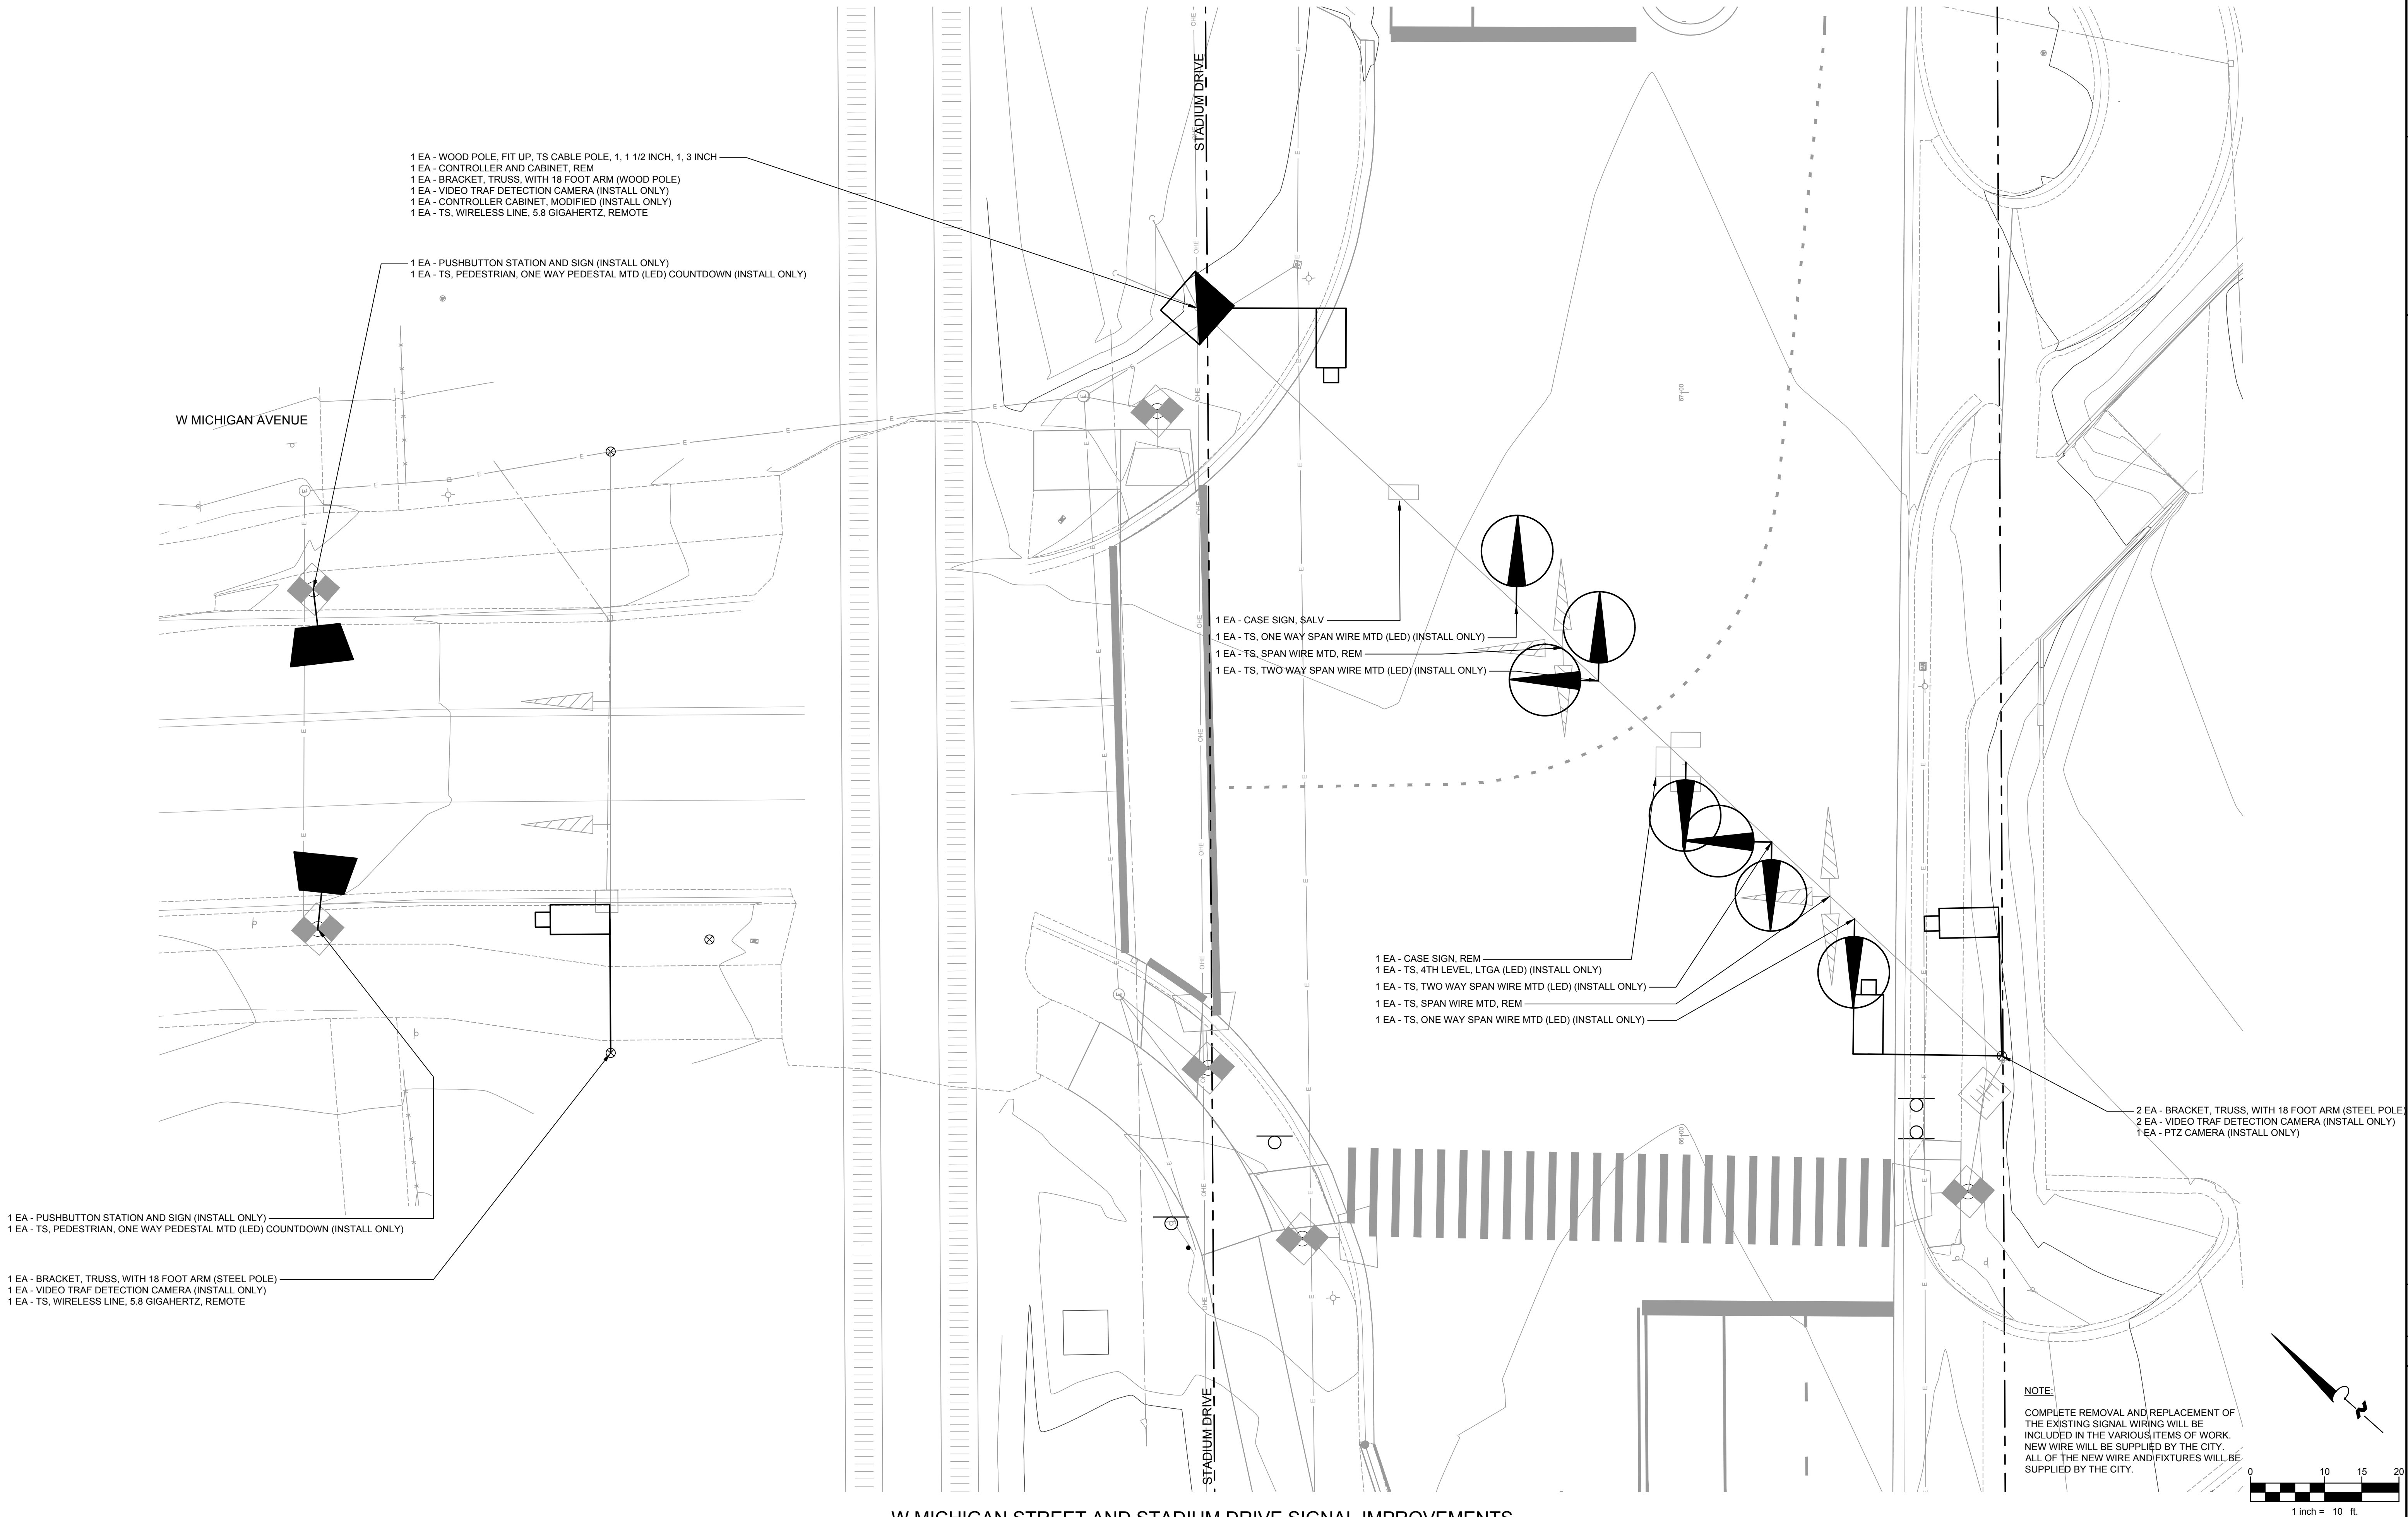 STADIUM DRIVE
1 EA - WOOD POLE, FIT UP, TS CABLE POLE, 1, 1 1/2 INCH, 1, 3 INCH
1 EA - CONTROLLER AND CABINET, REM
1 EA - BRACKET, TRUSS, WITH 18 FOOT ARM (WOOD POLE)
1 EA - VIDEO TRAF DETECTION CAMERA (INSTALL ONLY)
1 EA - CONTROLLER CABINET, MODIFIED (INSTALL ONLY)
1 EA - TS, WIRELESS LINE, 5.8 GIGAHERTZ, REMOTE
1 EA - PUSHBUTTON STATION AND SIGN (INSTALL ONLY)
1 EA - TS, PEDESTRIAN, ONE WAY PEDESTAL MTD (LED) COUNTDOWN (INSTALL ONLY)
W MICHIGAN AVENUE
67+00
1 EA - CASE SIGN, SALV
1 EA - TS, ONE WAY SPAN WIRE MTD (LED) (INSTALL ONLY)
1 EA - TS, SPAN WIRE MTD, REM
1 EA - TS, TWO WAY SPAN WIRE MTD (LED) (INSTALL ONLY)
1 EA - CASE SIGN, REM
1 EA - TS, 4TH LEVEL, LTGA (LED) (INSTALL ONLY)
1 EA - TS, TWO WAY SPAN WIRE MTD (LED) (INSTALL ONLY)
1 EA - TS, SPAN WIRE MTD, REM
1 EA - TS, ONE WAY SPAN WIRE MTD (LED) (INSTALL ONLY)
2 EA - BRACKET, TRUSS, WITH 18 FOOT ARM (STEEL POLE)
2 EA - VIDEO TRAF DETECTION CAMERA (INSTALL ONLY)
1 EA - PTZ CAMERA (INSTALL ONLY)
66+00
1 EA - PUSHBUTTON STATION AND SIGN (INSTALL ONLY)
1 EA - TS, PEDESTRIAN, ONE WAY PEDESTAL MTD (LED) COUNTDOWN (INSTALL ONLY)
1 EA - BRACKET, TRUSS, WITH 18 FOOT ARM (STEEL POLE)
1 EA - VIDEO TRAF DETECTION CAMERA (INSTALL ONLY)
1 EA - TS, WIRELESS LINE, 5.8 GIGAHERTZ, REMOTE
STADIUM DRIVE
NOTE:
COMPLETE REMOVAL AND REPLACEMENT OF
THE EXISTING SIGNAL WIRING WILL BE
INCLUDED IN THE VARIOUS ITEMS OF WORK.
NEW WIRE WILL BE SUPPLIED BY THE CITY.
ALL OF THE NEW WIRE AND FIXTURES WILL BE
SUPPLIED BY THE CITY.
N
0 10 15 20
1 inch = 10 ft.
W MICHIGAN STREET AND STADIUM DRIVE SIGNAL IMPROVEMENTS